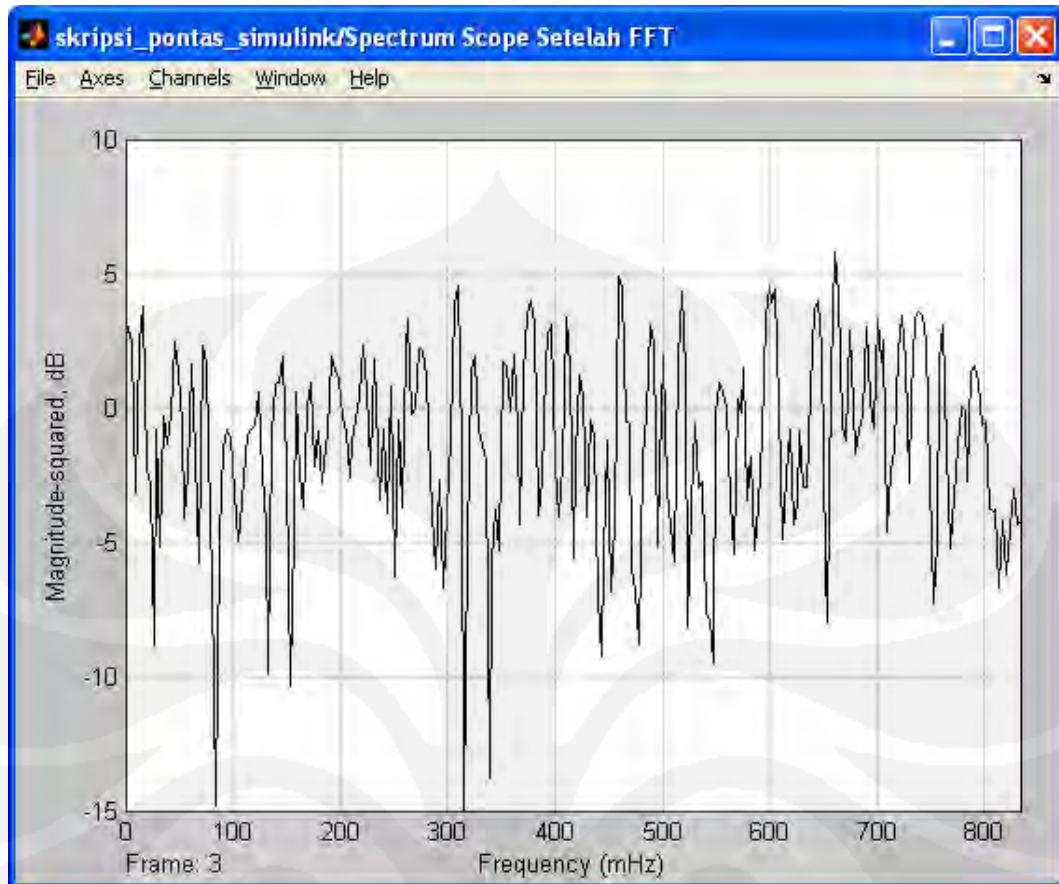 skripsi_pontas_simulink/Spectrum Scope Setelah FFT
File Axes Channels Window Help
10
5
0
-5
-10
-15
Magnitude-squared, dB
0 100 200 300 400 500 600 700 800
Frame: 3 Frequency (mHz)